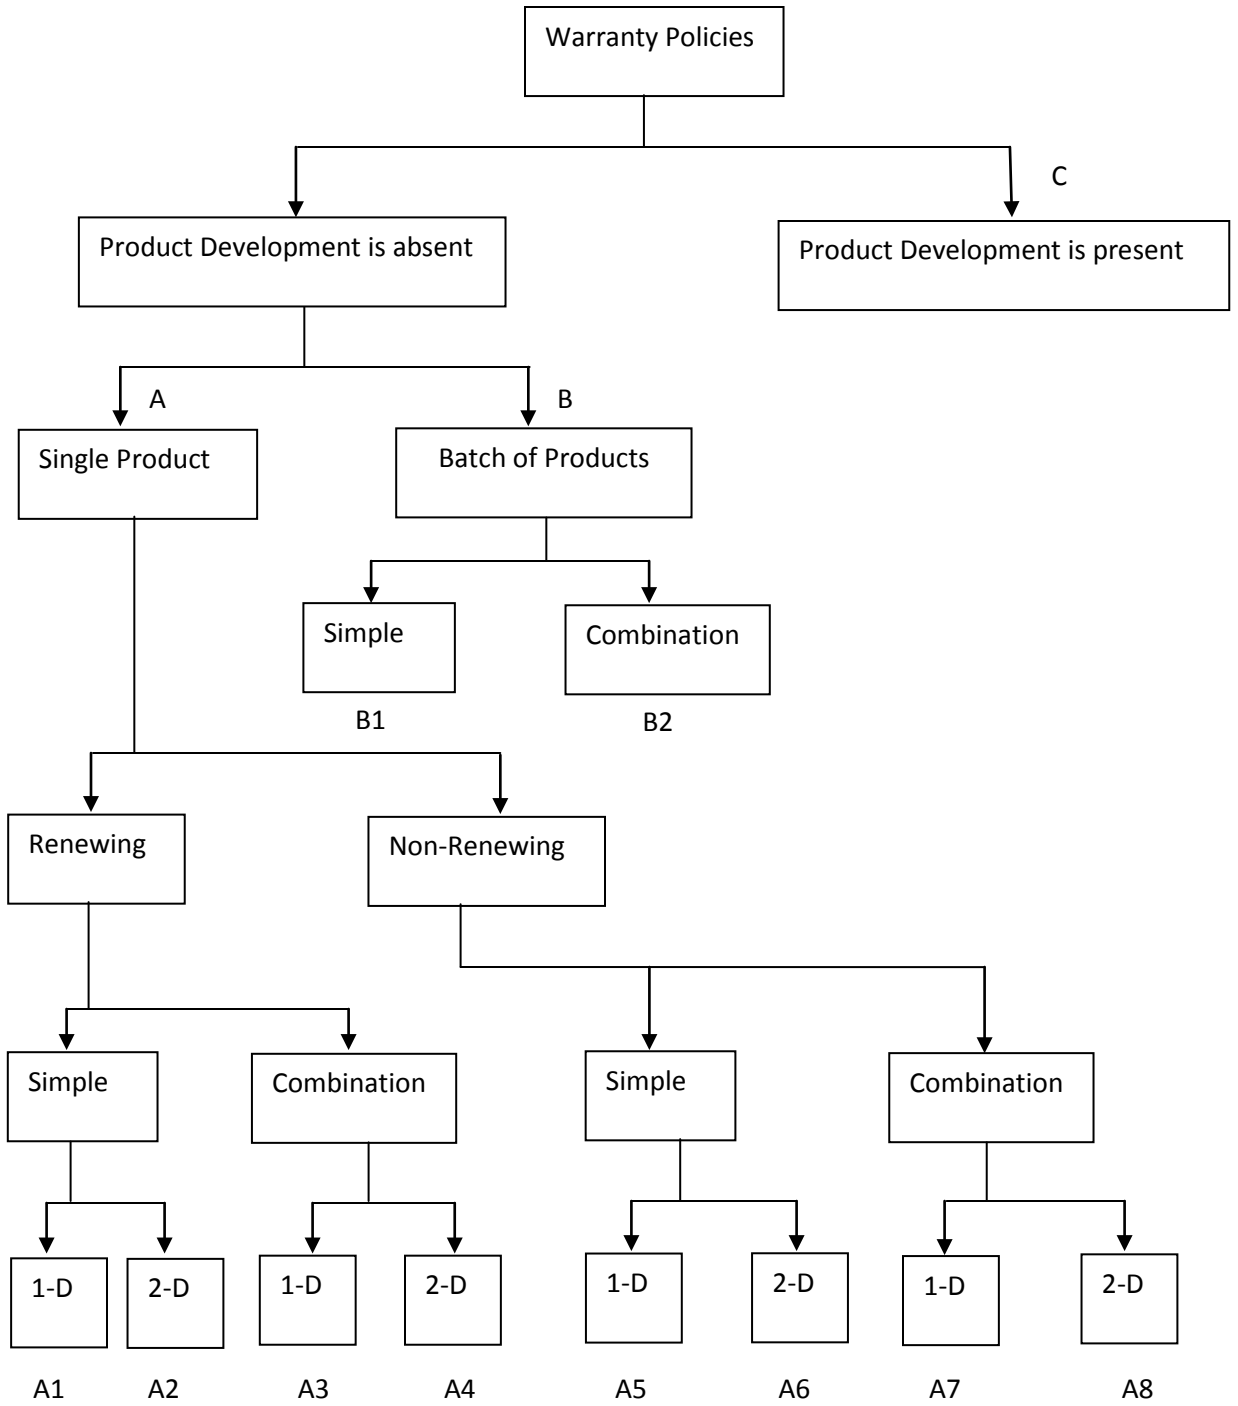 Warranty Policies
C
Product Development is absent
Product Development is present
A
B
Single Product
Batch of Products
Simple
Combination
B1
B2
Renewing
Non-Renewing
Simple
Combination
Simple
Combination
1-D
2-D
1-D
2-D
1-D
2-D
1-D
2-D
A1
A2
A3
A4
A5
A6
A7
A8